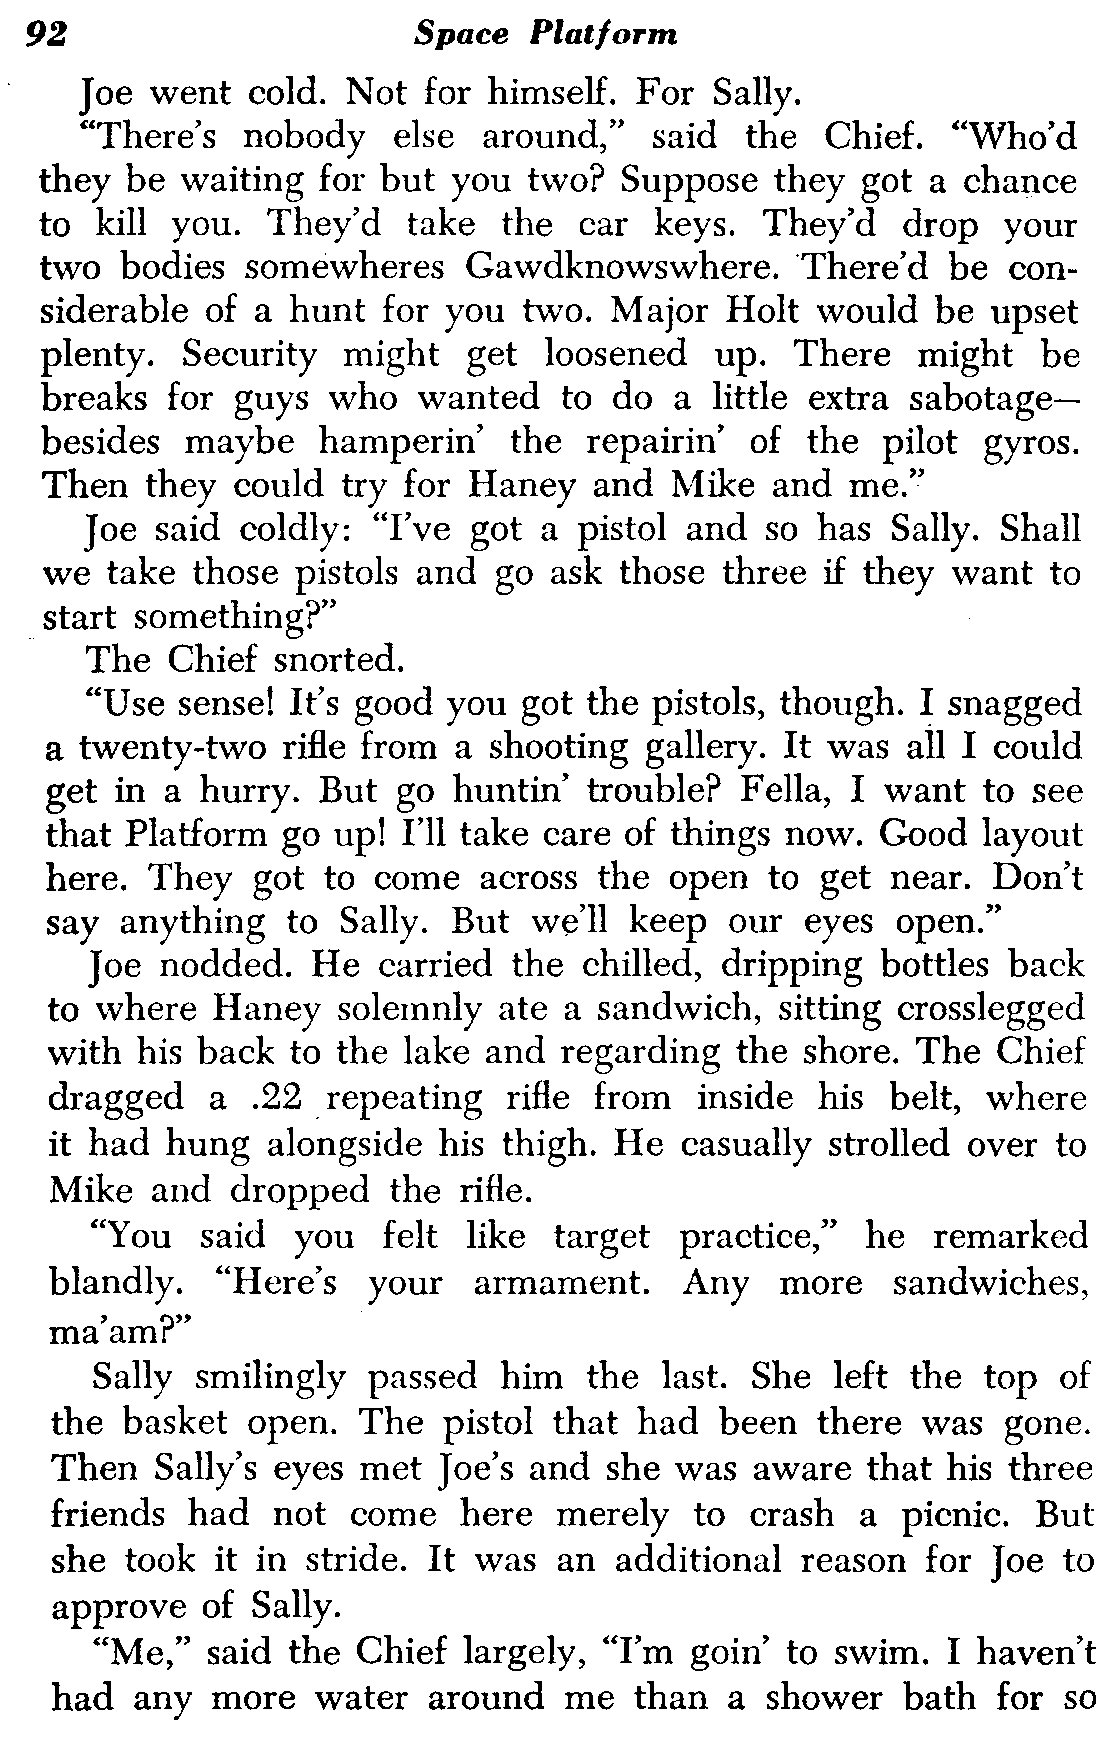 92 Space Platform
Joe went cold. Not for himself. For Sally.
“There’s nobody else around,” said the Chief. “Who’d
they be waiting for but you two? Suppose they got a chance
to kill you. They’d take the car keys. They’d drop your
two bodies somewheres Gawdknowswhere. There’d be con-
siderable of a hunt for you two. Major Holt would be upset
plenty. Security might get loosened up. There might be
breaks for guys who wanted to do a little extra sabotage—
besides maybe hamperin’ the repairin’ of the pilot gyros.
Then they could try for Haney and Mike and me.”
Joe said coldly: “I’ve got a pistol and so has Sally. Shall
we take those pistols and go ask those three if they want to
start something?”
The Chief snorted.
“Use sense! It’s good you got the pistols, though. I snagged
a twenty-two rifle from a shooting gallery. It was all I could
get in a hurry. But go huntin’ trouble? Fella, I want to see
that Platform go up! I’ll take care of things now. Good layout
here. They got to come across the open to get near. Don’t
say anything to Sally. But we’ll keep our eyes open.”
Joe nodded. He carried the chilled, dripping bottles back
to where Haney solemnly ate a sandwich, sitting crosslegged
with his back to the lake and regarding the shore. The Chief
dragged a .22 repeating rifle from inside his belt, where
it had hung alongside his thigh. He casually strolled over to
Mike and dropped the rifle.
“You said you felt like target practice,” he remarked
blandly. “Here’s your armament. Any more sandwiches,
ma’am?”
Sally smilingly passed him the last. She left the top of
the basket open. The pistol that had been there was gone.
Then Sally’s eyes met Joe’s and she was aware that his three
friends had not come here merely to crash a picnic. But
she took it in stride. It was an additional reason for Joe to
approve of Sally.
“Me,” said the Chief largely, “I’m goin’ to swim. I haven’t
had any more water around me than a shower bath for so